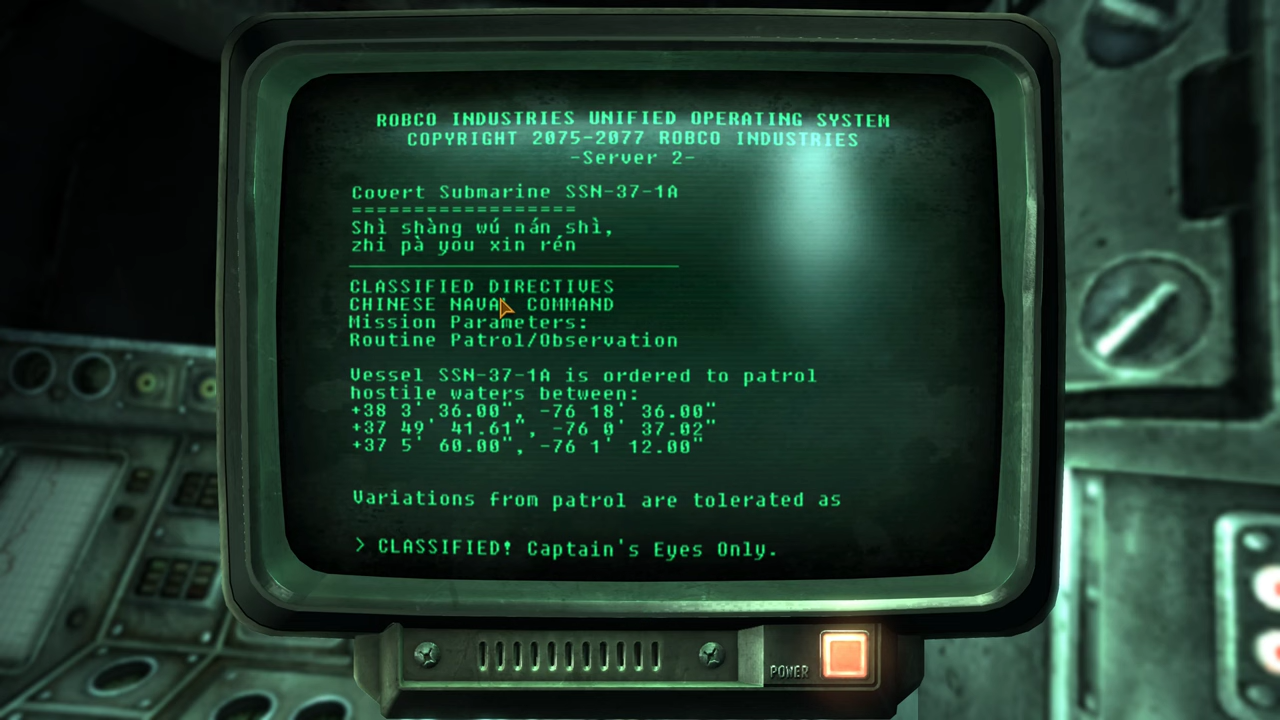 ROBCO INDUSTRIES UNIFIED OPERATING SYSTEM
COPYRIGHT 2075-2077 ROBCO INDUSTRIES
-Server 2-
Covert Submarine SSN-37-1A
==================
Shì shàng wú nán shì,
zhi pà you xin rén
CLASSIFIED DIRECTIVES
CHINESE NAVAL COMMAND
Mission Parameters:
Routine Patrol/Observation
Vessel SSN-37-1A is ordered to patrol
hostile waters between:
+38 3' 36.00", -76 18' 36.00"
+37 49' 41.61", -76 0' 37.02"
+37 5' 60.00", -76 1' 12.00"
Variations from patrol are tolerated as
> CLASSIFIED! Captain's Eyes Only.
POWER